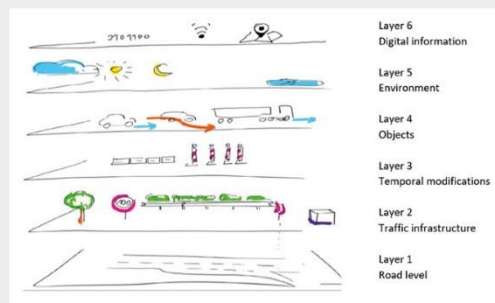 Layer 6
Digital information
Layer 5
Environment
Layer 4
Objects
Layer 3
Temporal modifications
Layer 2
Traffic infrastructure
Layer 1
Road level